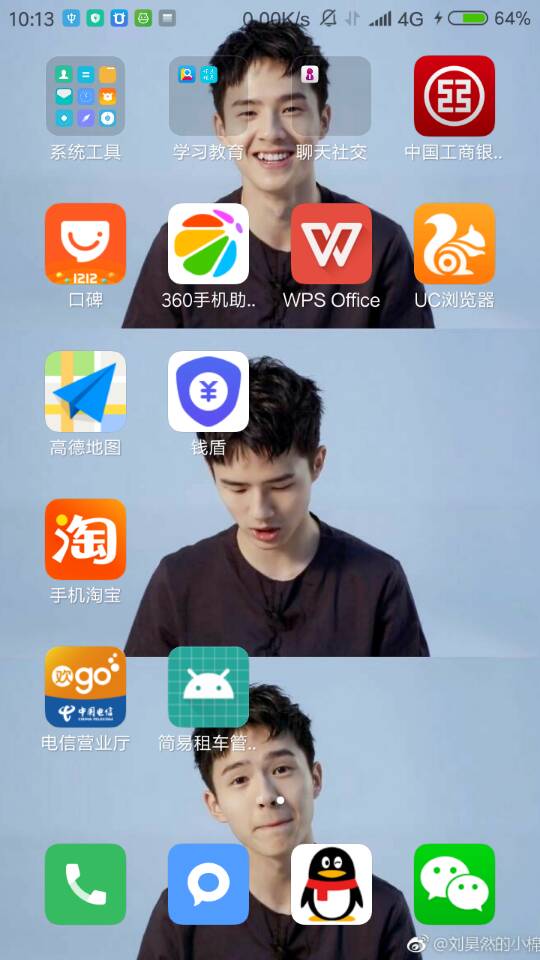 10:13 0.00K/s 4G 64%
系统工具 学习教育 聊天社交 中国工商银..
1212
口碑 360手机助.. WPS Office UC浏览器
高德地图 钱盾
淘
手机淘宝
欢go
中国电信
CHINA TELECOM
电信营业厅 简易租车管..
@刘昊然的小棉